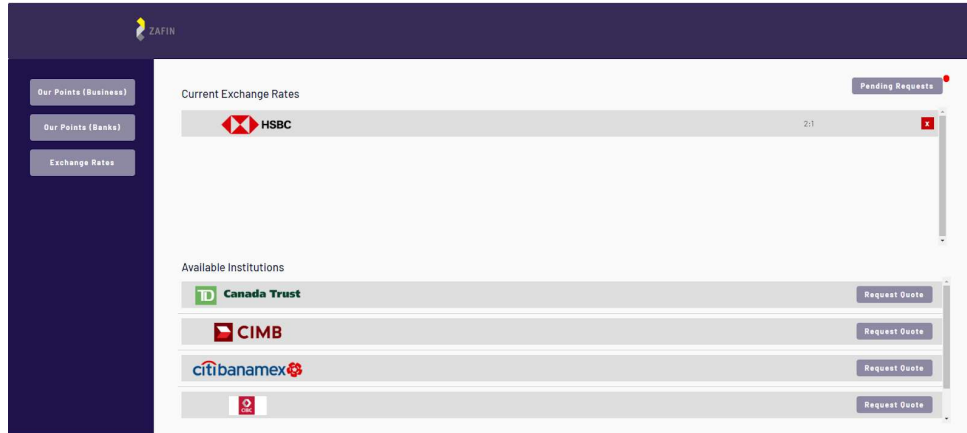 ZAFIN
Our Points (Business)
Our Points (Banks)
Exchange Rates
Current Exchange Rates
Pending Requests
HSBC
2:1
x
Available Institutions
TD Canada Trust
Request Quote
CIMB
Request Quote
citibanamex
Request Quote
CIBC
Request Quote